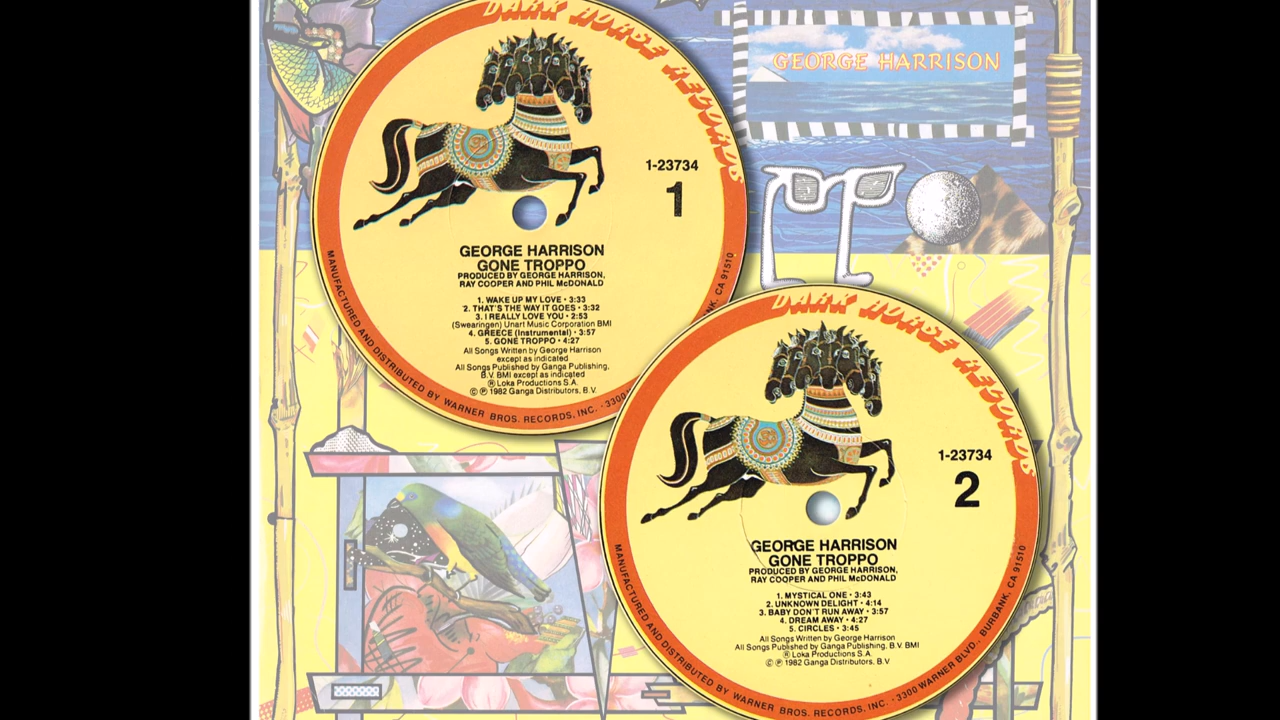 DARK HORSE RECORDS
GEORGE HARRISON
1-23734
1
GEORGE HARRISON
GONE TROPPO
PRODUCED BY GEORGE HARRISON,
RAY COOPER AND PHIL McDONALD
1. WAKE UP MY LOVE • 3:33
2. THAT'S THE WAY IT GOES • 3:32
3. I REALLY LOVE YOU • 2:53
(Swearingen) Unart Music Corporation BMI
4. GREECE (Instrumental) • 3:57
5. GONE TROPPO • 4:27
All Songs Written by George Harrison
except as indicated
All Songs Published by Ganga Publishing,
B.V. BMI except as indicated
Ⓟ Loka Productions S.A.
© Ⓟ 1982 Ganga Distributors, B.V.
MANUFACTURED AND DISTRIBUTED BY WARNER BROS. RECORDS, INC. • 3300
NK, CA 91510
DARK HORSE RECORDS
1-23734
2
GEORGE HARRISON
GONE TROPPO
PRODUCED BY GEORGE HARRISON,
RAY COOPER AND PHIL McDONALD
1. MYSTICAL ONE • 3:43
2. UNKNOWN DELIGHT • 4:14
3. BABY DON'T RUN AWAY • 3:57
4. DREAM AWAY • 4:27
5. CIRCLES • 3:45
All Songs Written by George Harrison
All Songs Published by Ganga Publishing, B.V. BMI
® Loka Productions S.A.
© Ⓟ 1982 Ganga Distributors, B.V
MANUFACTURED AND DISTRIBUTED BY WARNER BROS. RECORDS, INC. • 3300 WARNER BLVD., BURBANK, CA 91510